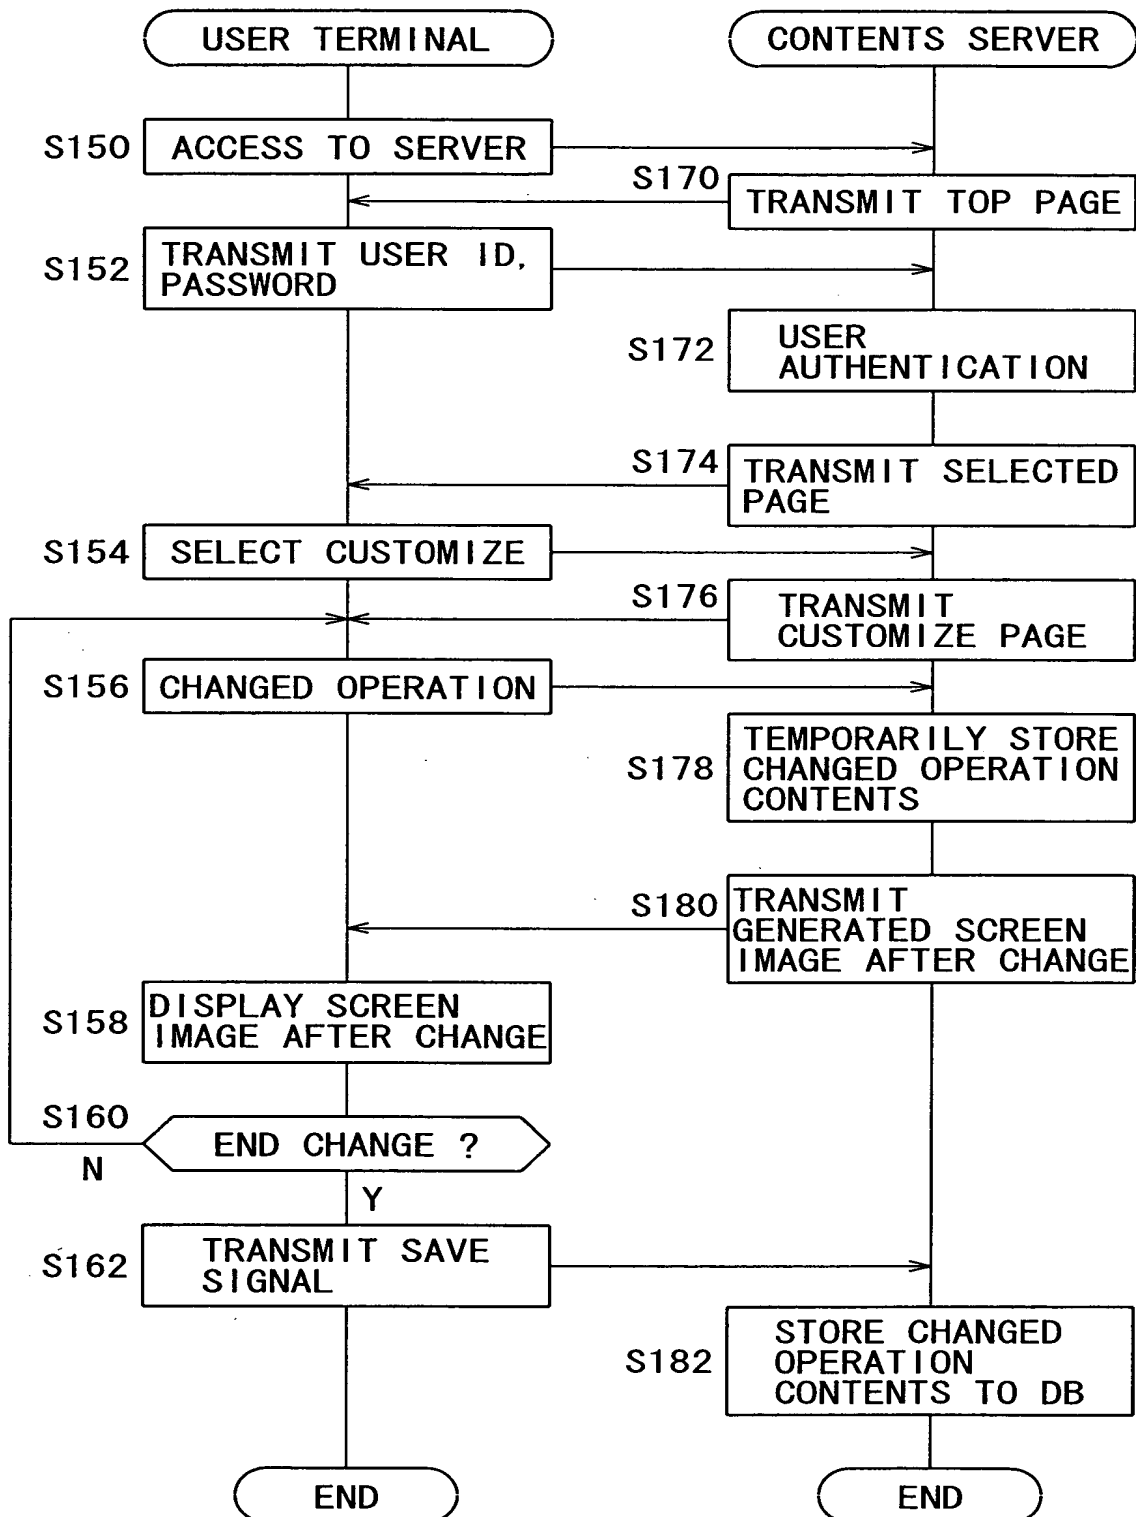 USER TERMINAL
CONTENTS SERVER
S150
ACCESS TO SERVER
S170
TRANSMIT TOP PAGE
S152
TRANSMIT USER ID,
PASSWORD
S172
USER
AUTHENTICATION
S174
TRANSMIT SELECTED
PAGE
S154
SELECT CUSTOMIZE
S176
TRANSMIT
CUSTOMIZE PAGE
S156
CHANGED OPERATION
S178
TEMPORARILY STORE
CHANGED OPERATION
CONTENTS
S180
TRANSMIT
GENERATED SCREEN
IMAGE AFTER CHANGE
S158
DISPLAY SCREEN
IMAGE AFTER CHANGE
S160
END CHANGE ?
N
Y
S162
TRANSMIT SAVE
SIGNAL
S182
STORE CHANGED
OPERATION
CONTENTS TO DB
END
END